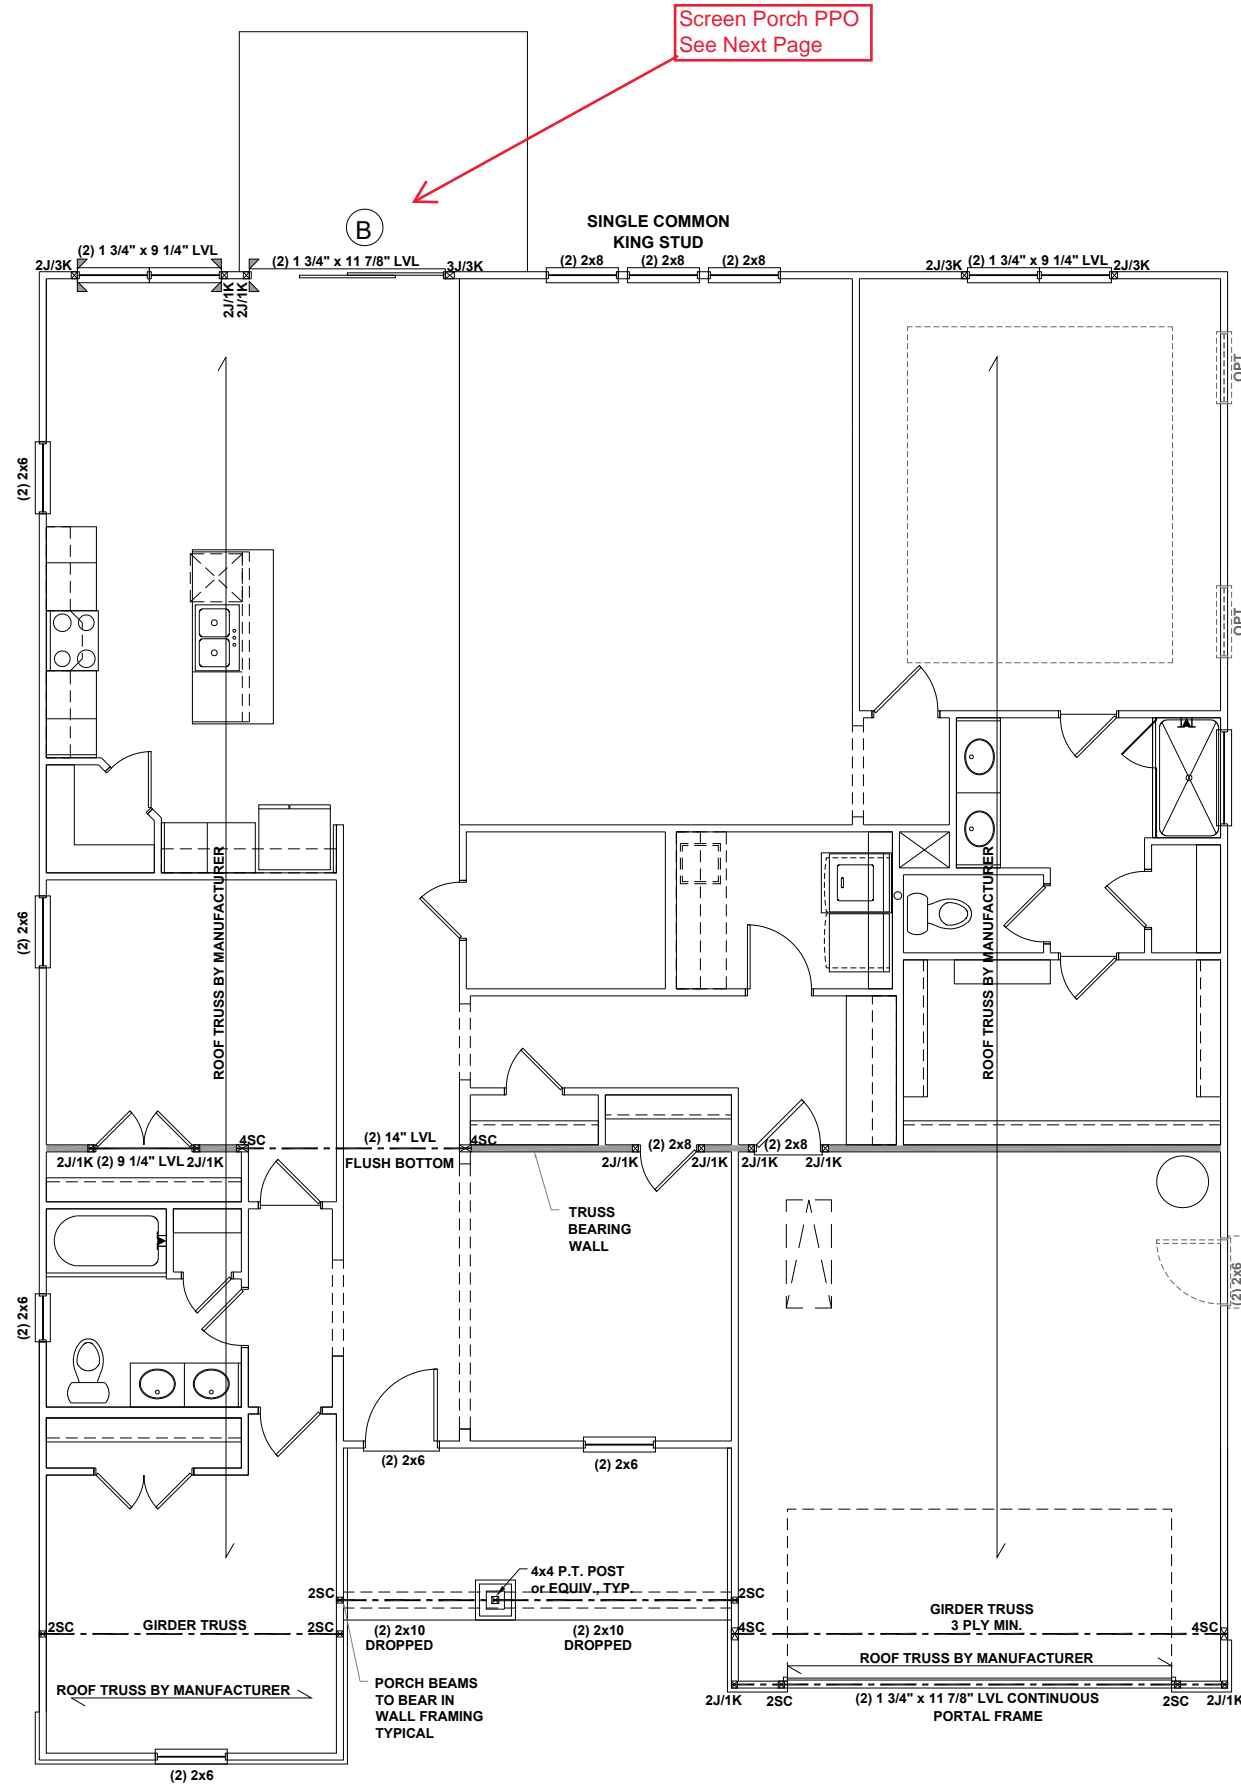 Screen Porch PPO
See Next Page
B
SINGLE COMMON
KING STUD
(2) 1 3/4" x 9 1/4" LVL
2J/3K
(2) 1 3/4" x 11 7/8" LVL
3J/3K
(2) 2x8
(2) 2x8
(2) 2x8
2J/3K
(2) 1 3/4" x 9 1/4" LVL
2J/3K
2J/1K
2J/1K
OPT
(2) 2x6
OPT
ROOF TRUSS BY MANUFACTURER
ROOF TRUSS BY MANUFACTURER
(2) 2x6
4SC
(2) 14" LVL
4SC
(2) 2x8
(2) 2x8
2J/1K
(2) 9 1/4" LVL
2J/1K
FLUSH BOTTOM
2J/1K
2J/1K
2J/1K
2J/1K
TRUSS
BEARING
WALL
(2) 2x6
(2) 2x6
(2) 2x6
(2) 2x6
4x4 P.T. POST
or EQUIV., TYP.
2SC
2SC
2SC
GIRDER TRUSS
2SC
(2) 2x10
DROPPED
(2) 2x10
DROPPED
4SC
GIRDER TRUSS
3 PLY MIN.
4SC
ROOF TRUSS BY MANUFACTURER
ROOF TRUSS BY MANUFACTURER
PORCH BEAMS
TO BEAR IN
WALL FRAMING
TYPICAL
2J/1K
2SC
(2) 1 3/4" x 11 7/8" LVL CONTINUOUS
PORTAL FRAME
2SC
2J/1K
(2) 2x6